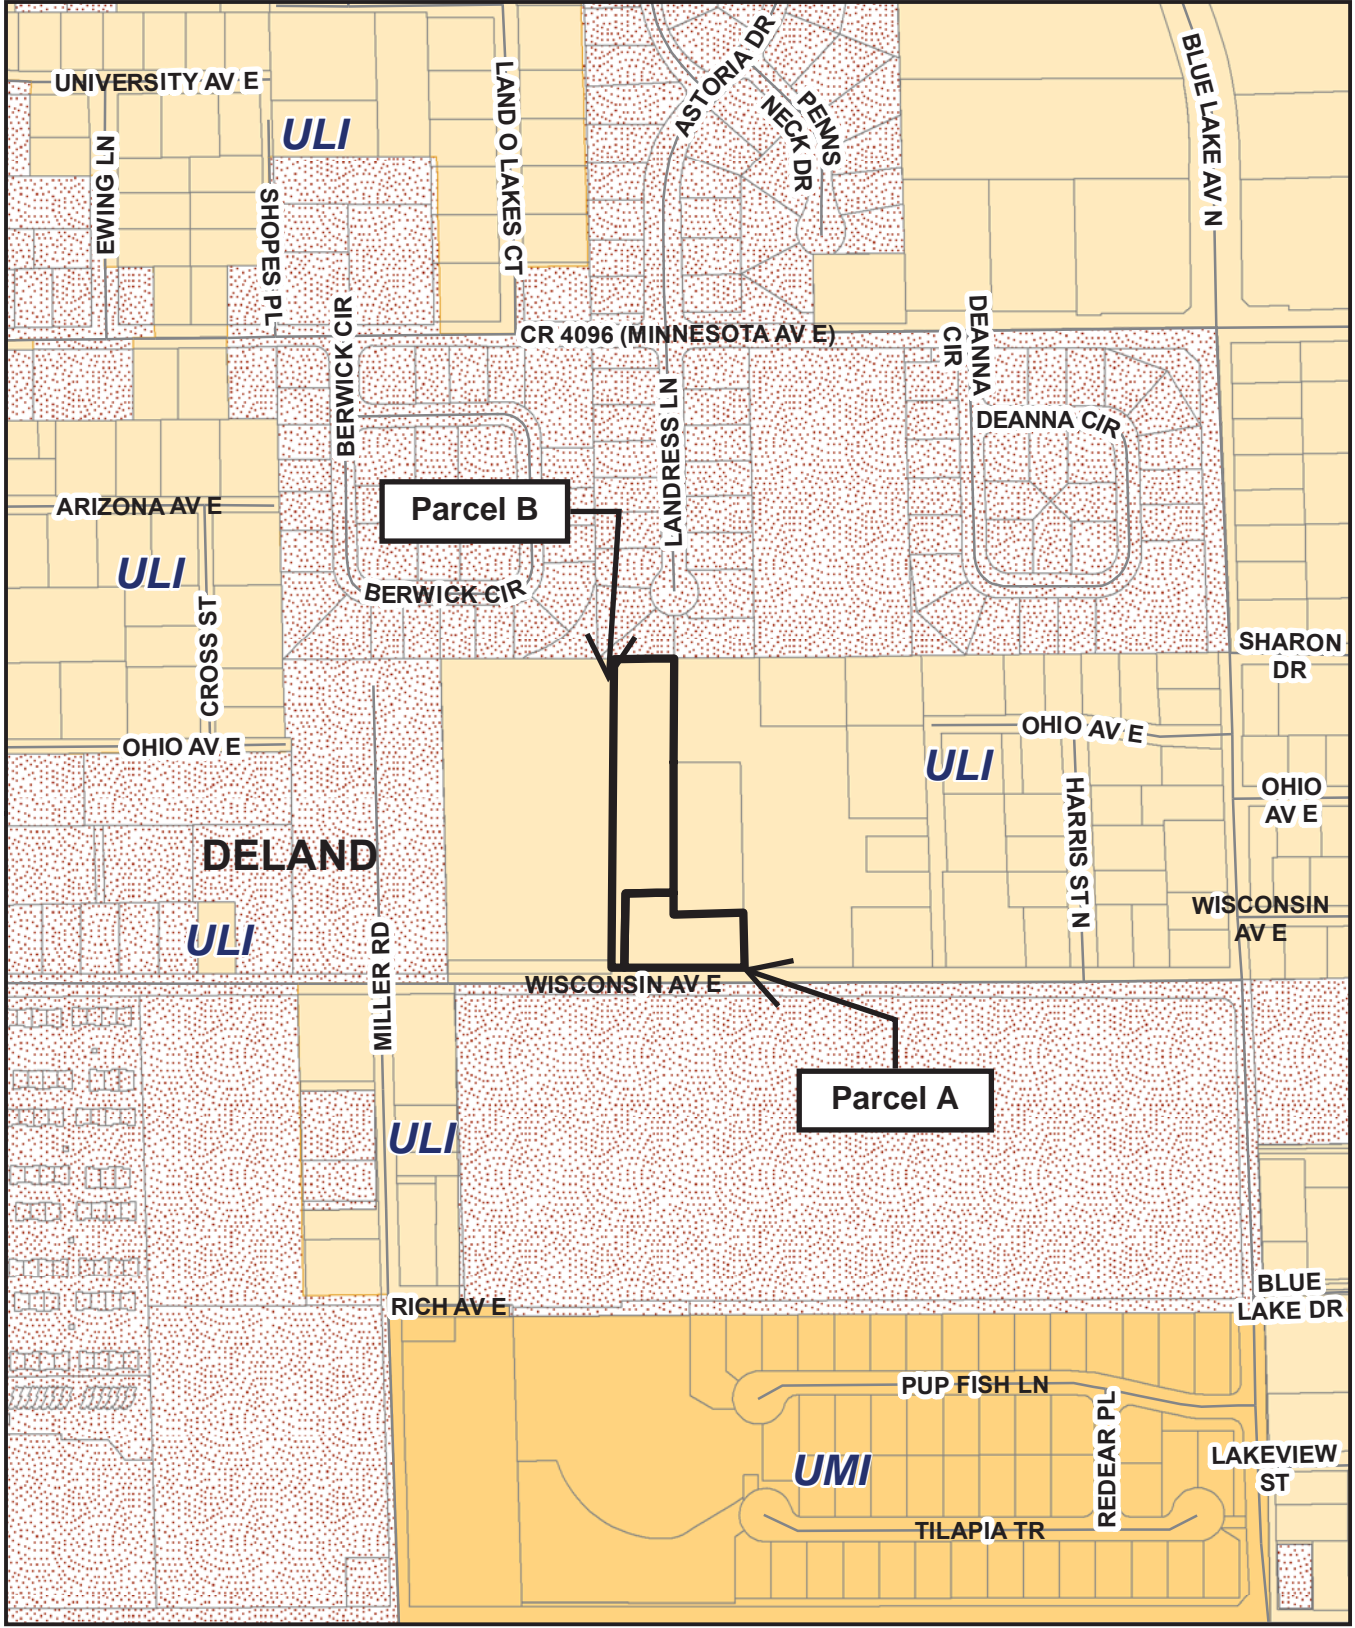 UNIVERSITY AV E
EWING LN
ULI
SHOPES PL
LAND O LAKES CT
ASTORIA DR
PENNS
NECK DR
BLUE LAKE AV N
BERWICK CIR
CR 4096 (MINNESOTA AV E)
DEANNA
CIR
DEANNA CIR
LANDRESS LN
ARIZONA AV E
Parcel B
ULI
CROSS ST
BERWICK CIR
SHARON
DR
OHIO AV E
OHIO AV E
ULI
HARRIS ST N
OHIO
AV E
DELAND
ULI
MILLER RD
WISCONSIN
AV E
WISCONSIN AV E
Parcel A
ULI
RICH AV E
BLUE
LAKE DR
PUP FISH LN
REDEAR PL
UMI
LAKEVIEW
ST
TILAPIA TR